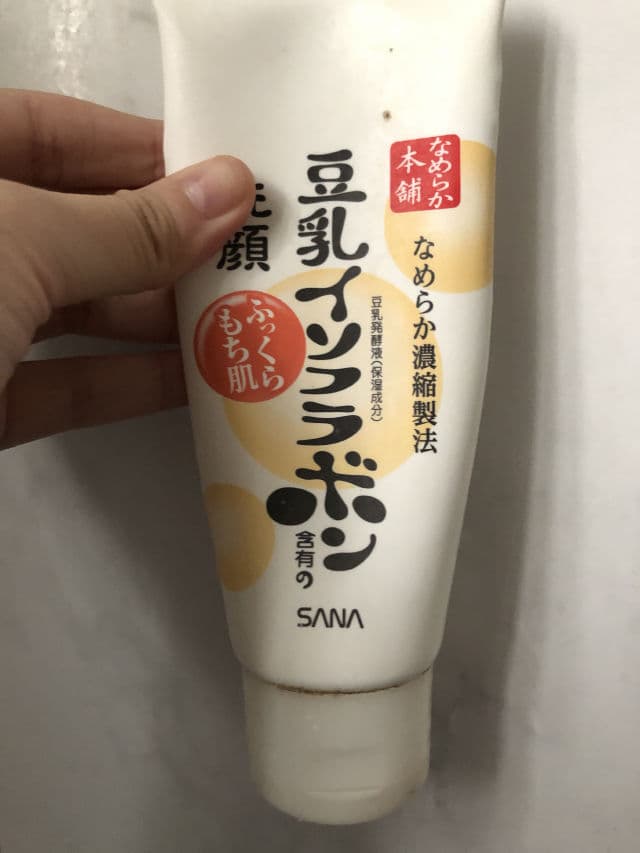 なめらか
本舗
なめらか濃縮製法
豆乳発酵液（保湿成分）
豆乳イソフラボン
含有の
洗顔
ふっくら
もち肌
SANA